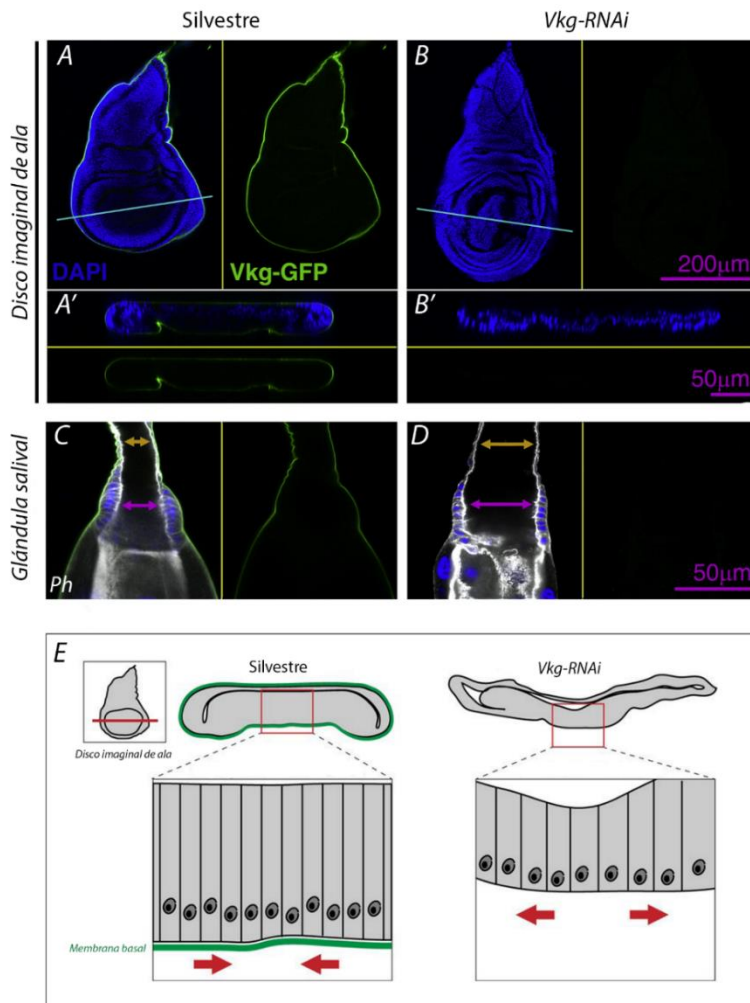 Silvestre
Vkg-RNAi
Disco imaginal de ala
A
DAPI
Vkg-GFP
B
200µm
A'
B'
50µm
Glándula salival
C
Ph
D
50µm
E
Silvestre
Vkg-RNAi
Disco imaginal de ala
Membrana basal